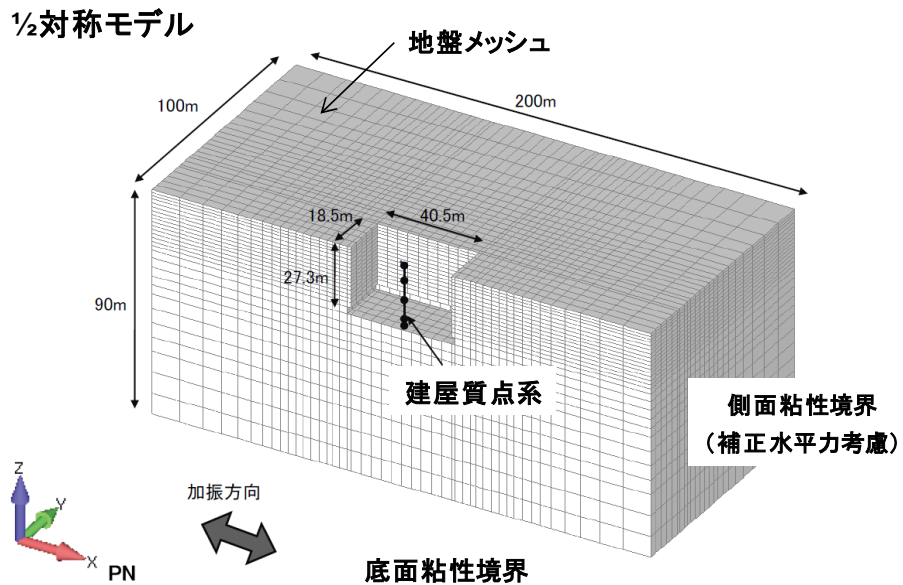 ½対称モデル
地盤メッシュ
100m
200m
18.5m
40.5m
27.3m
90m
建屋質点系
側面粘性境界
（補正水平力考慮）
加振方向
Z
Y
X
PN
底面粘性境界